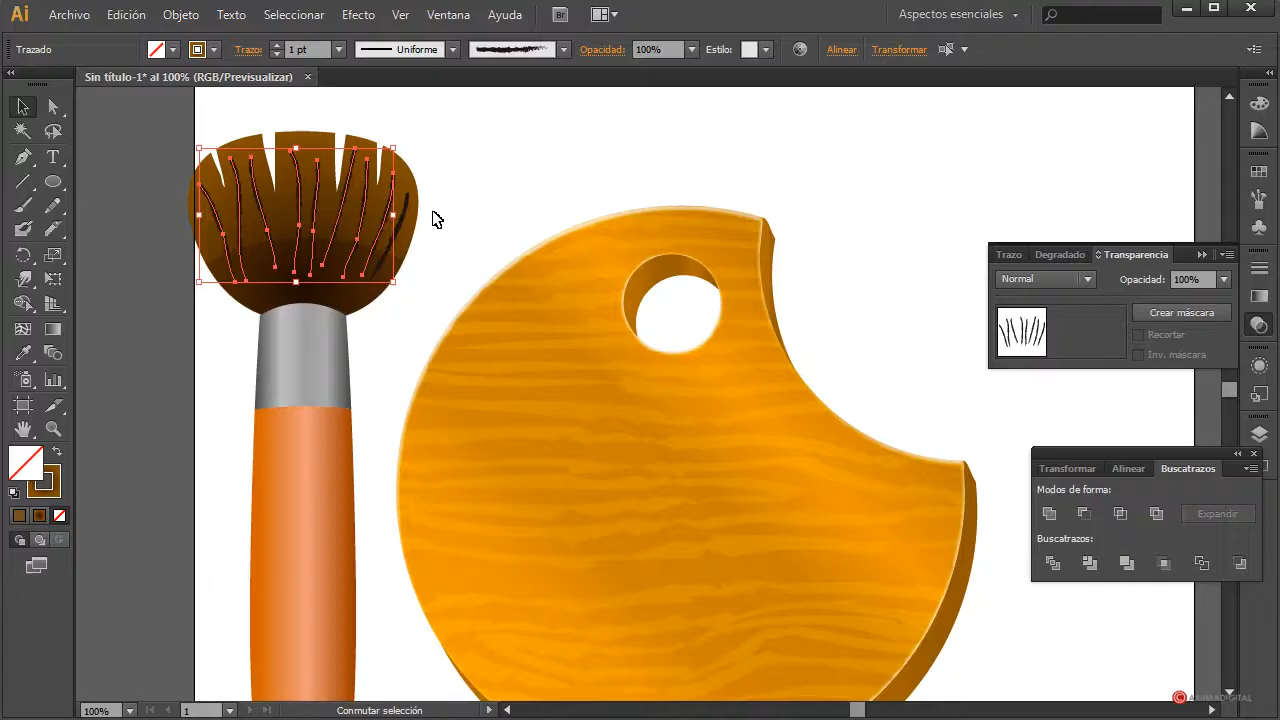 Ai Archivo Edición Objeto Texto Seleccionar Efecto Ver Ventana Ayuda Br Aspectos esenciales
Trazado Trazo: 1 pt Uniforme Opacidad: 100% Estilo: Alinear Transformar
Sin título-1* al 100% (RGB/Previsualizar) ×
Trazo Degradado Transparencia
Normal Opacidad: 100%
Crear máscara
Recortar
Inv. máscara
Transformar Alinear Buscatrazos
Modos de forma:
Expandir
Buscatrazos:
AKUMADIGITAL
100% 1 Conmutar selección